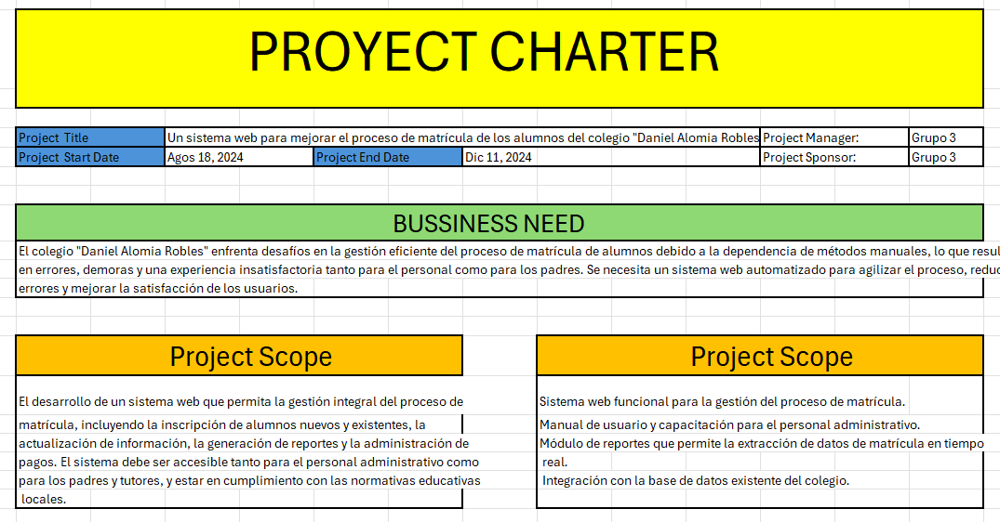 PROYECT CHARTER
Project Title Un sistema web para mejorar el proceso de matrícula de los alumnos del colegio "Daniel Alomia Robles Project Manager: Grupo 3
Project Start Date Agos 18, 2024 Project End Date Dic 11, 2024 Project Sponsor: Grupo 3
BUSSINESS NEED
El colegio "Daniel Alomia Robles" enfrenta desafíos en la gestión eficiente del proceso de matrícula de alumnos debido a la dependencia de métodos manuales, lo que resul
en errores, demoras y una experiencia insatisfactoria tanto para el personal como para los padres. Se necesita un sistema web automatizado para agilizar el proceso, reduc
errores y mejorar la satisfacción de los usuarios.
Project Scope
El desarrollo de un sistema web que permita la gestión integral del proceso de
matrícula, incluyendo la inscripción de alumnos nuevos y existentes, la
actualización de información, la generación de reportes y la administración de
pagos. El sistema debe ser accesible tanto para el personal administrativo como
para los padres y tutores, y estar en cumplimiento con las normativas educativas
locales.
Project Scope
Sistema web funcional para la gestión del proceso de matrícula.
Manual de usuario y capacitación para el personal administrativo.
Módulo de reportes que permite la extracción de datos de matrícula en tiempo
real.
Integración con la base de datos existente del colegio.